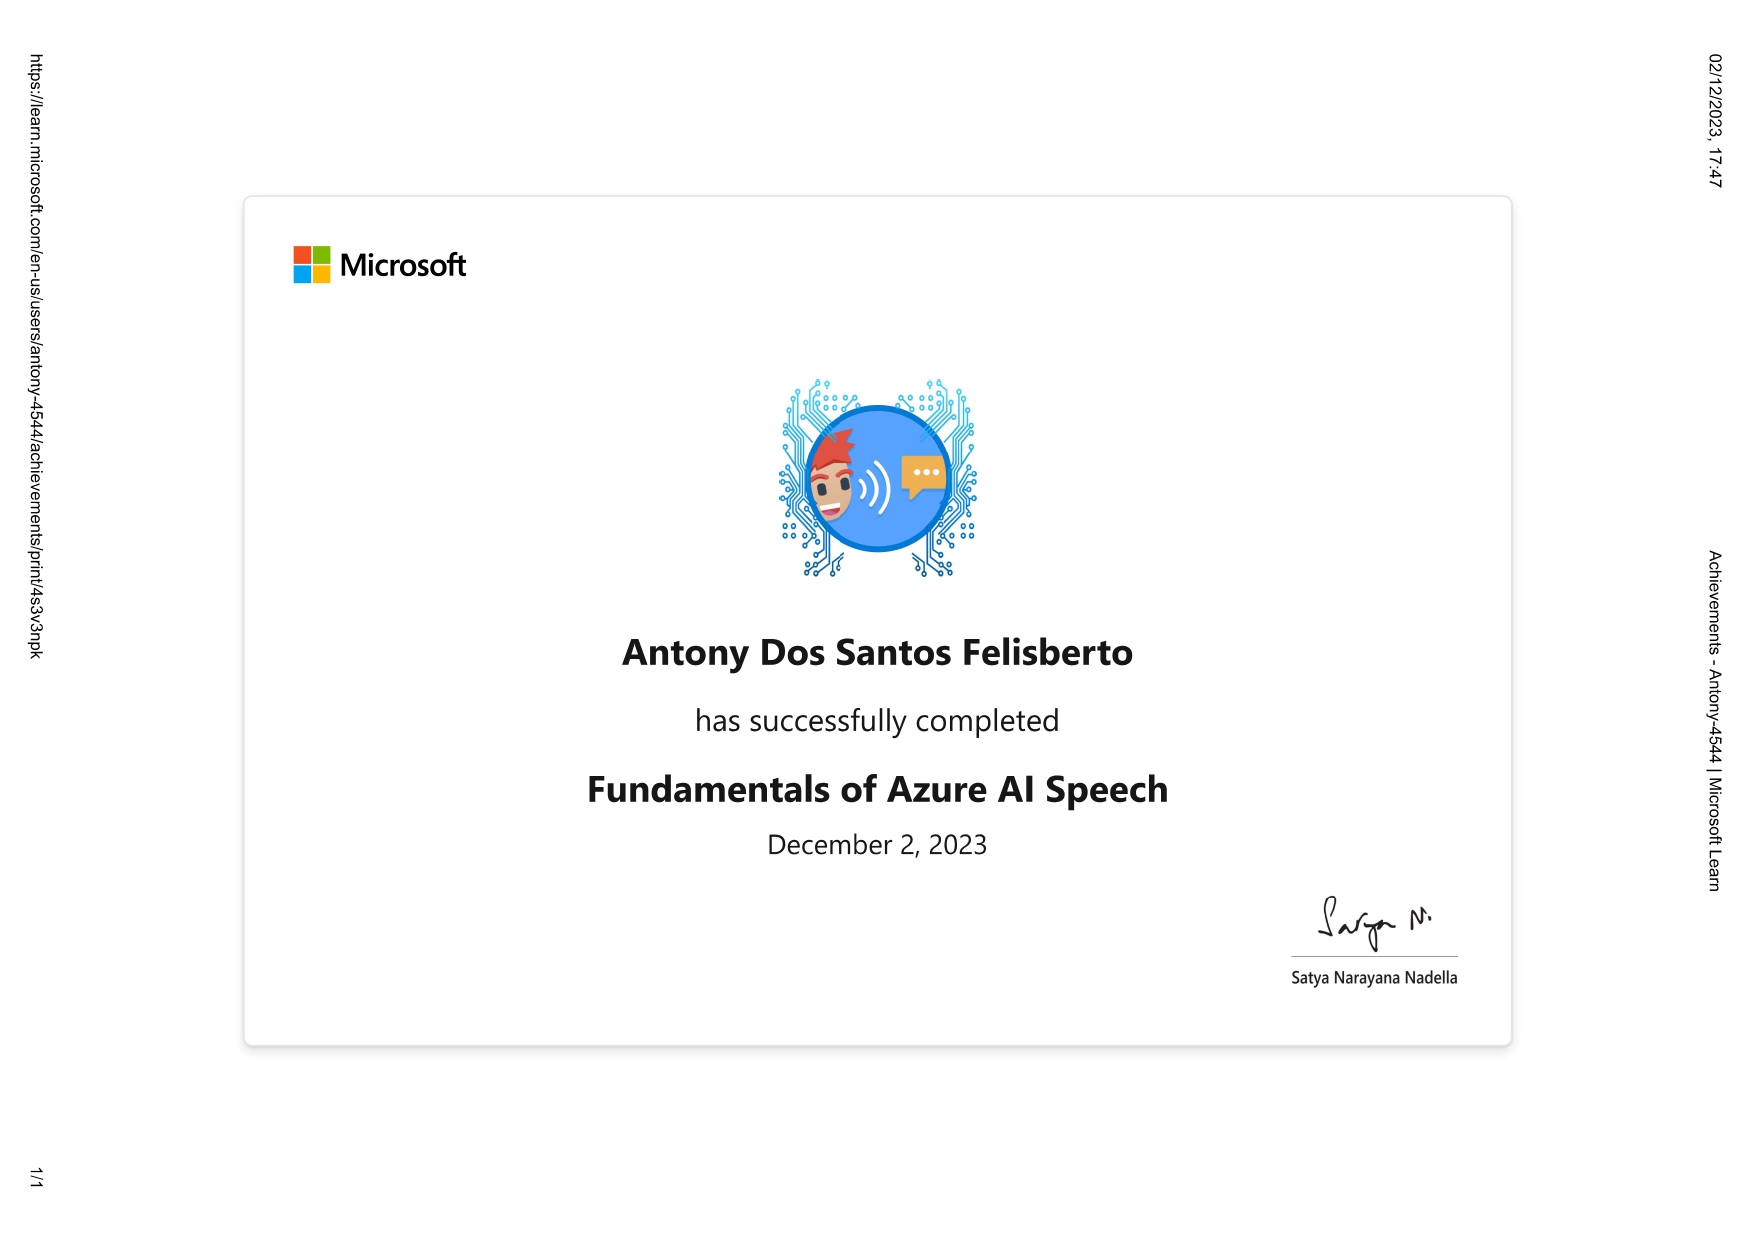 02/12/2023, 17:47
Achievements - Antony-4544 | Microsoft Learn
Microsoft
Antony Dos Santos Felisberto
has successfully completed
Fundamentals of Azure AI Speech
December 2, 2023
Satya N.
Satya Narayana Nadella
https://learn.microsoft.com/en-us/users/antony-4544/achievements/print/4s3v3npk
1/1